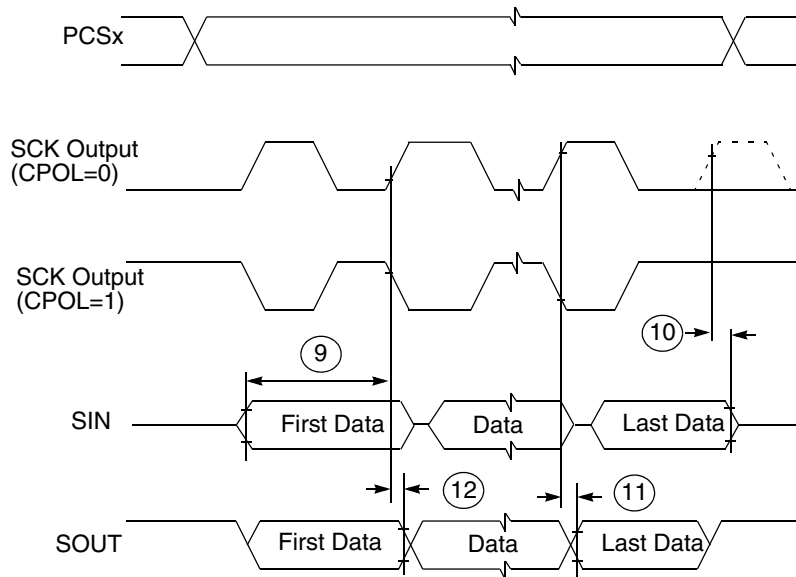 PCSx
SCK Output
(CPOL=0)
SCK Output
(CPOL=1)
10
9
SIN
First Data
Data
Last Data
12
11
SOUT
First Data
Data
Last Data